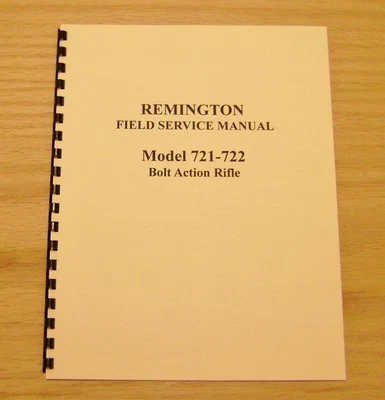 REMINGTON
FIELD SERVICE MANUAL
Model 721-722
Bolt Action Rifle